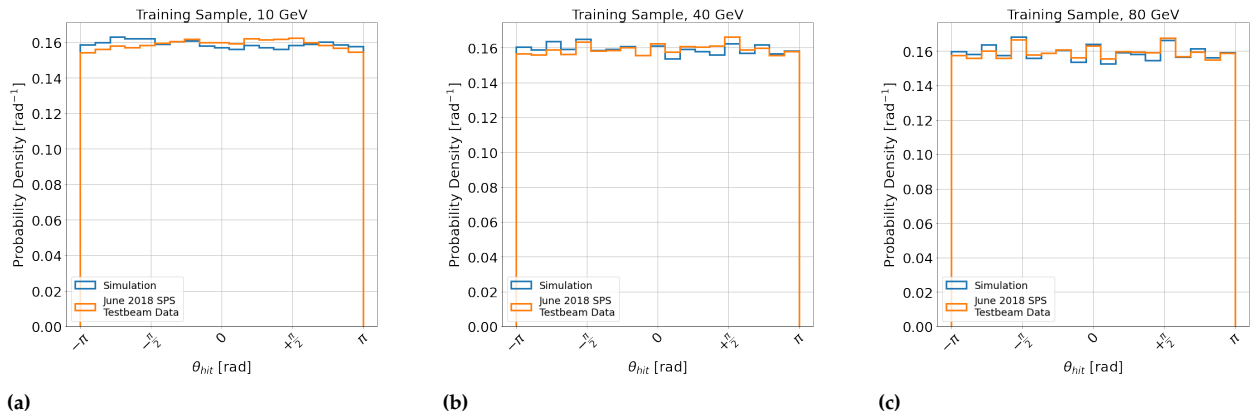 Training Sample, 10 GeV
Probability Density [rad⁻¹]
0.16
0.14
0.12
0.10
0.08
0.06
0.04
0.02
0.00
Simulation
June 2018 SPS
Testbeam Data
−π
−π/2
0
+π/2
π
θhit [rad]
(a)
Training Sample, 40 GeV
Probability Density [rad⁻¹]
0.16
0.14
0.12
0.10
0.08
0.06
0.04
0.02
0.00
Simulation
June 2018 SPS
Testbeam Data
−π
−π/2
0
+π/2
π
θhit [rad]
(b)
Training Sample, 80 GeV
Probability Density [rad⁻¹]
0.16
0.14
0.12
0.10
0.08
0.06
0.04
0.02
0.00
Simulation
June 2018 SPS
Testbeam Data
−π
−π/2
0
+π/2
π
θhit [rad]
(c)